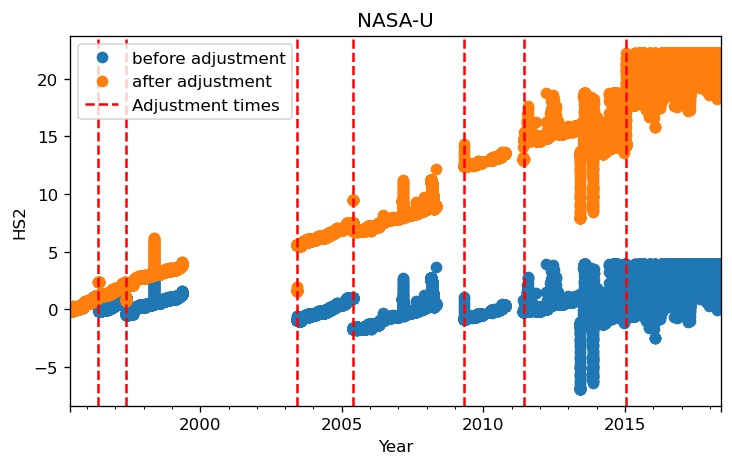 NASA-U
before adjustment
after adjustment
Adjustment times
HS2
20
15
10
5
0
−5
2000
2005
2010
2015
Year